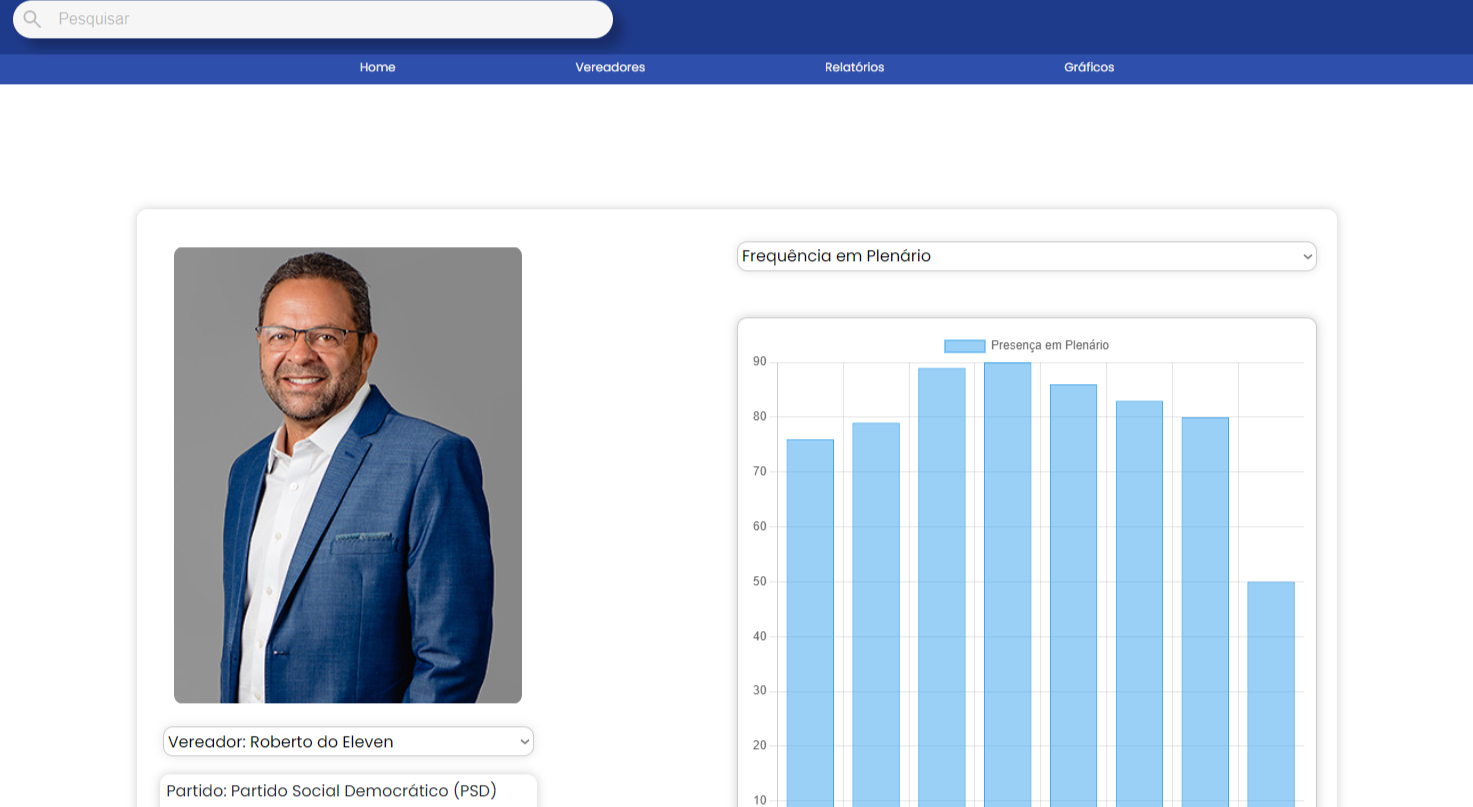 Pesquisar
Home Vereadores Relatórios Gráficos
Vereador: Roberto do Eleven
Partido: Partido Social Democrático (PSD)
Frequência em Plenário
Presença em Plenário
90
80
70
60
50
40
30
20
10